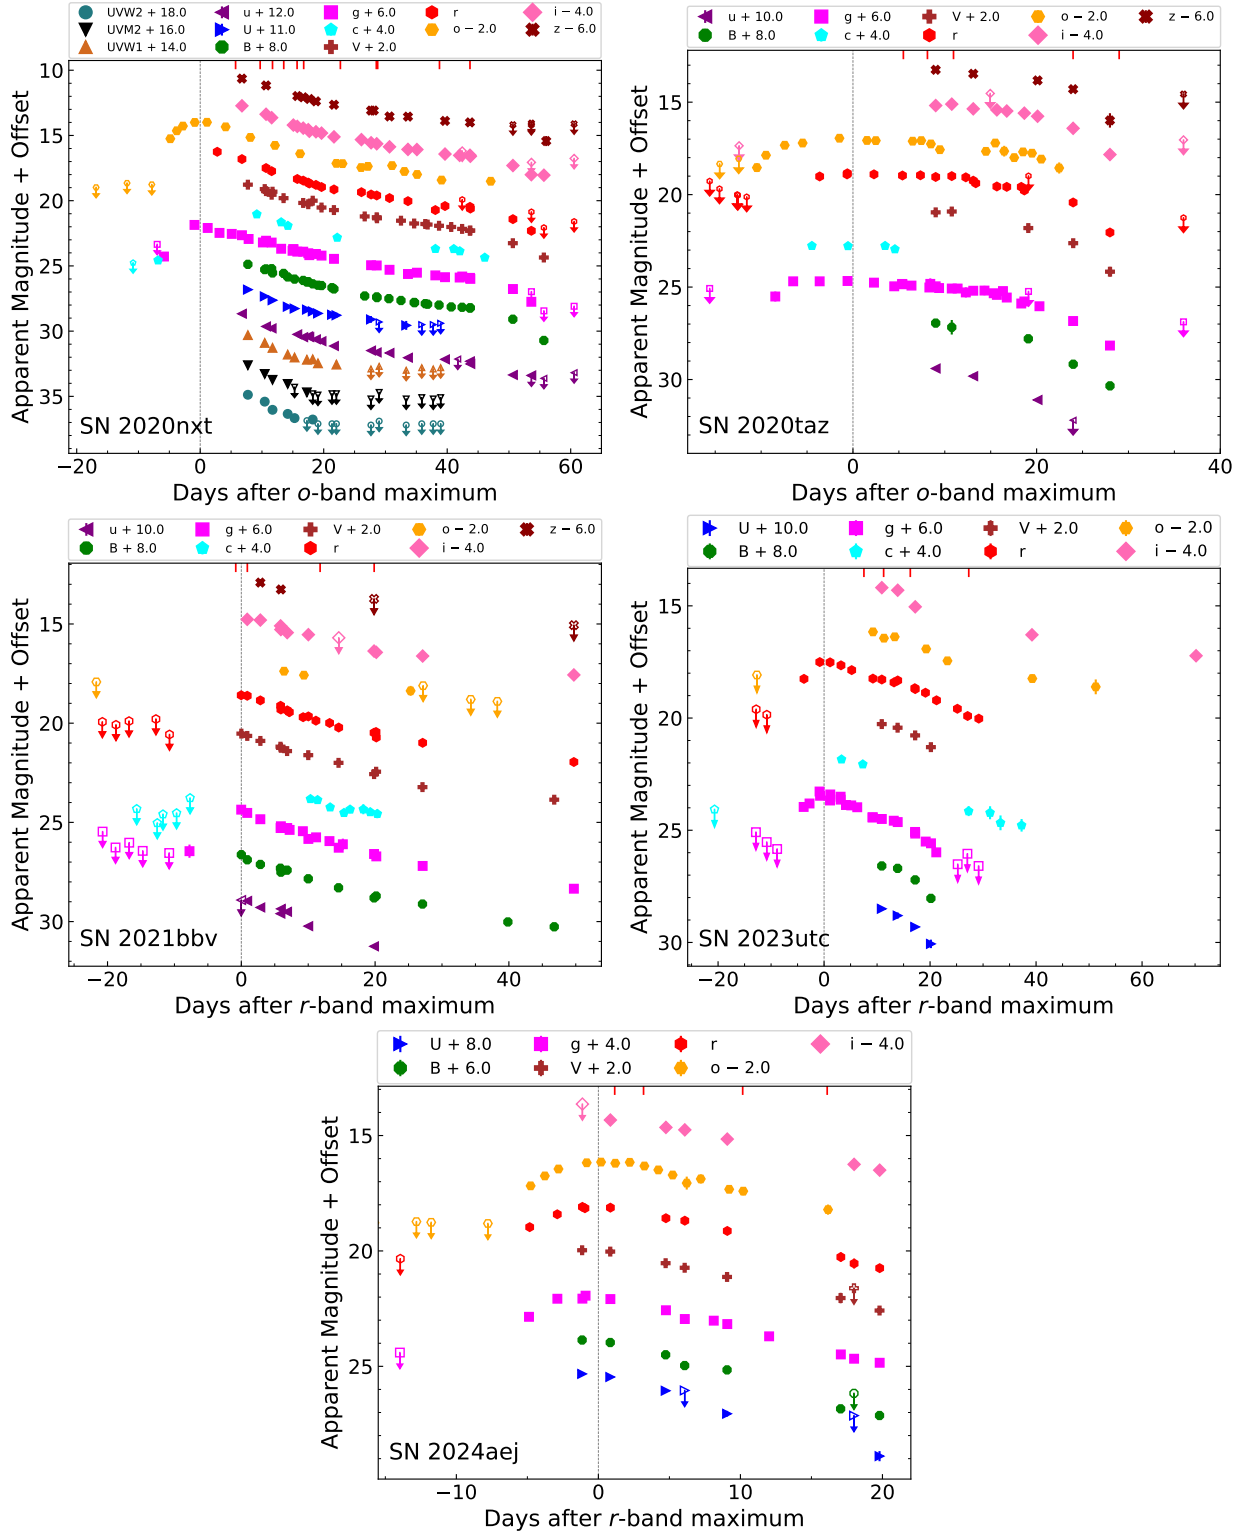 UVW2 + 18.0 u + 12.0 g + 6.0 r i − 4.0
UVM2 + 16.0 U + 11.0 c + 4.0 o − 2.0 z − 6.0
UVW1 + 14.0 B + 8.0 V + 2.0
10
15
20
25
30
35
Apparent Magnitude + Offset
SN 2020nxt
−20 0 20 40 60
Days after o-band maximum
u + 10.0 g + 6.0 V + 2.0 o − 2.0 z − 6.0
B + 8.0 c + 4.0 r i − 4.0
15
20
25
30
Apparent Magnitude + Offset
SN 2020taz
−20 0 20 40
Days after o-band maximum
u + 10.0 g + 6.0 V + 2.0 o − 2.0 z − 6.0
B + 8.0 c + 4.0 r i − 4.0
15
20
25
30
Apparent Magnitude + Offset
SN 2021bbv
−20 0 20 40
Days after r-band maximum
U + 10.0 g + 6.0 V + 2.0 o − 2.0
B + 8.0 c + 4.0 r i − 4.0
15
20
25
30
Apparent Magnitude + Offset
SN 2023utc
−20 0 20 40 60
Days after r-band maximum
U + 8.0 g + 4.0 r i − 4.0
B + 6.0 V + 2.0 o − 2.0
15
20
25
Apparent Magnitude + Offset
SN 2024aej
−10 0 10 20
Days after r-band maximum